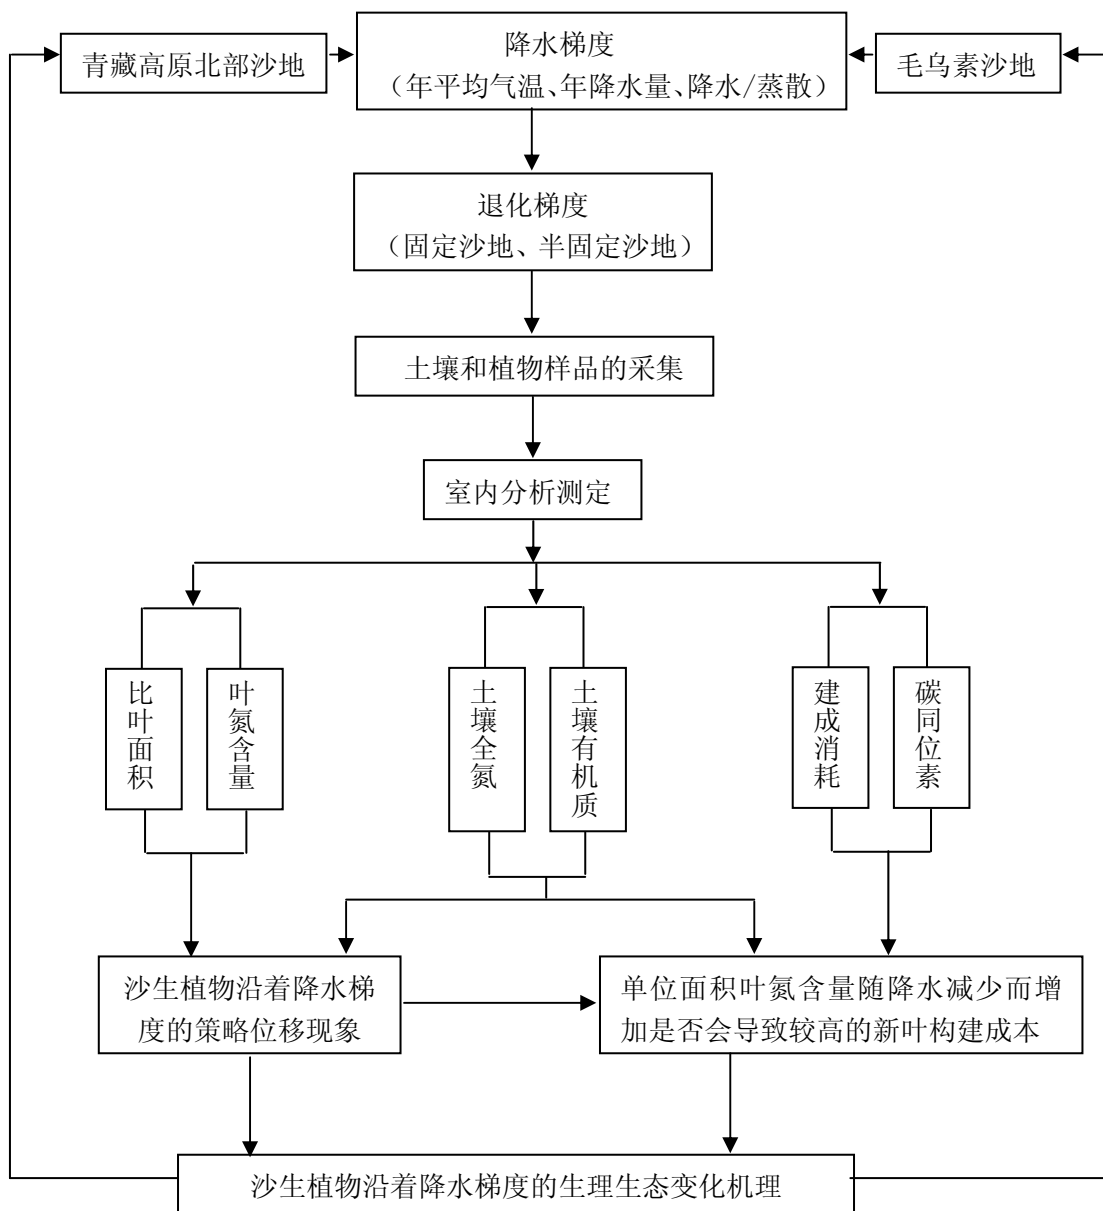 青藏高原北部沙地
降水梯度
（年平均气温、年降水量、降水/蒸散）
毛乌素沙地
退化梯度
（固定沙地、半固定沙地）
土壤和植物样品的采集
室内分析测定
比叶面积
叶氮含量
土壤全氮
土壤有机质
建成消耗
碳同位素
沙生植物沿着降水梯
度的策略位移现象
单位面积叶氮含量随降水减少而增
加是否会导致较高的新叶构建成本
沙生植物沿着降水梯度的生理生态变化机理